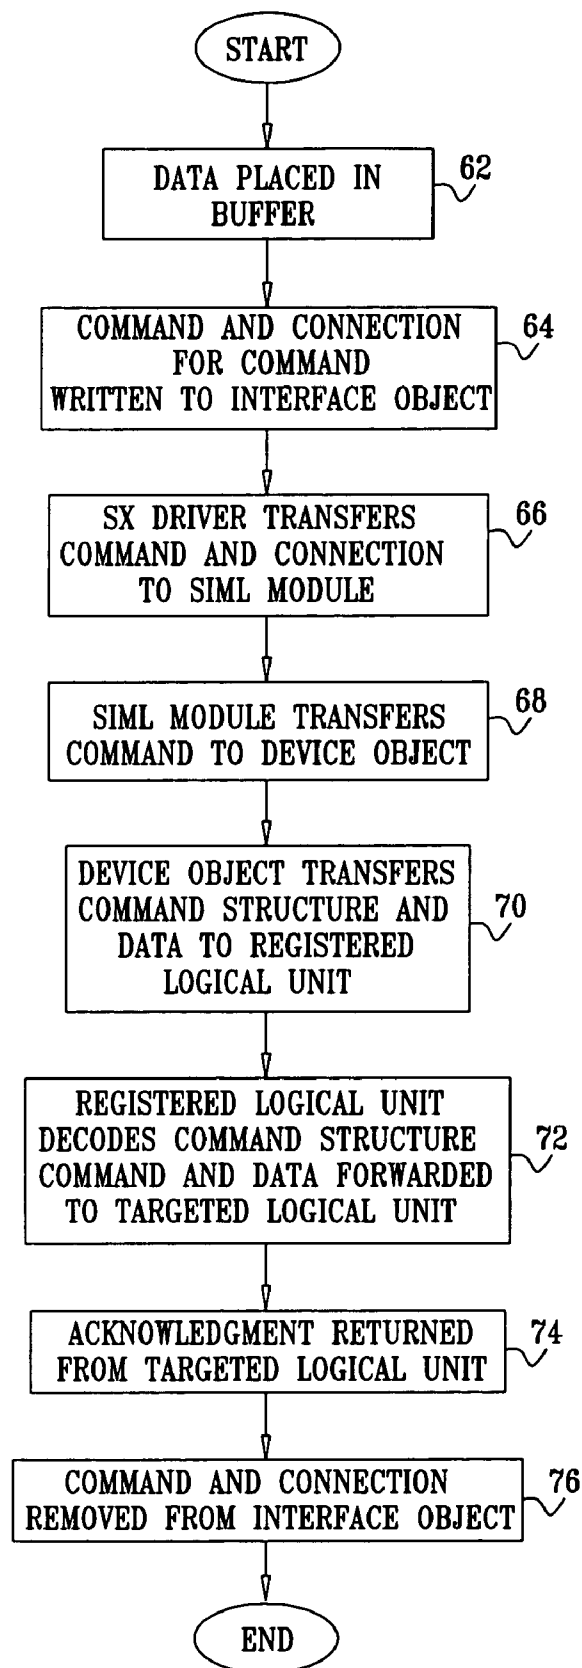 START
DATA PLACED IN
BUFFER
62
COMMAND AND CONNECTION
FOR COMMAND
WRITTEN TO INTERFACE OBJECT
64
SX DRIVER TRANSFERS
COMMAND AND CONNECTION
TO SIML MODULE
66
SIML MODULE TRANSFERS
COMMAND TO DEVICE OBJECT
68
DEVICE OBJECT TRANSFERS
COMMAND STRUCTURE AND
DATA TO REGISTERED
LOGICAL UNIT
70
REGISTERED LOGICAL UNIT
DECODES COMMAND STRUCTURE
COMMAND AND DATA FORWARDED
TO TARGETED LOGICAL UNIT
72
ACKNOWLEDGMENT RETURNED
FROM TARGETED LOGICAL UNIT
74
COMMAND AND CONNECTION
REMOVED FROM INTERFACE OBJECT
76
END